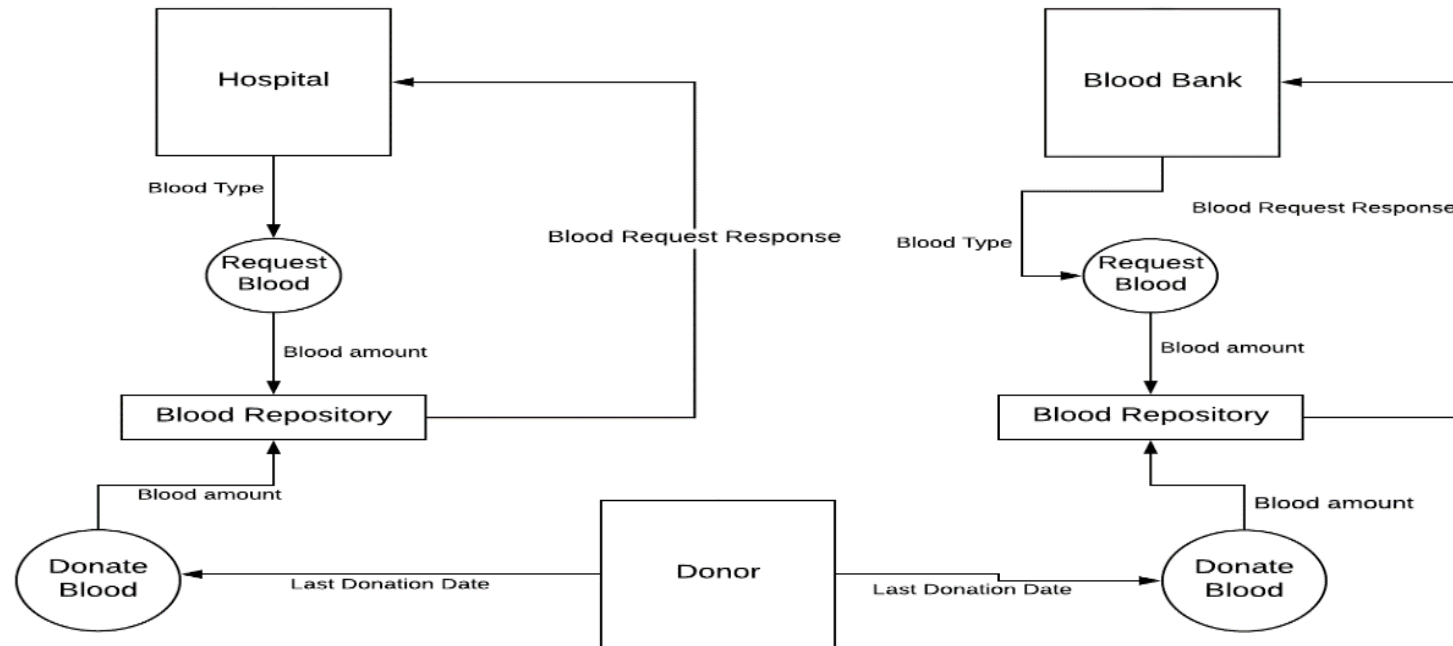 Hospital
Blood Bank
Blood Type
Blood Request Response
Blood Request Response
Blood Type
Request
Blood
Request
Blood
Blood amount
Blood amount
Blood Repository
Blood Repository
Blood amount
Blood amount
Donate
Blood
Last Donation Date
Donor
Last Donation Date
Donate
Blood